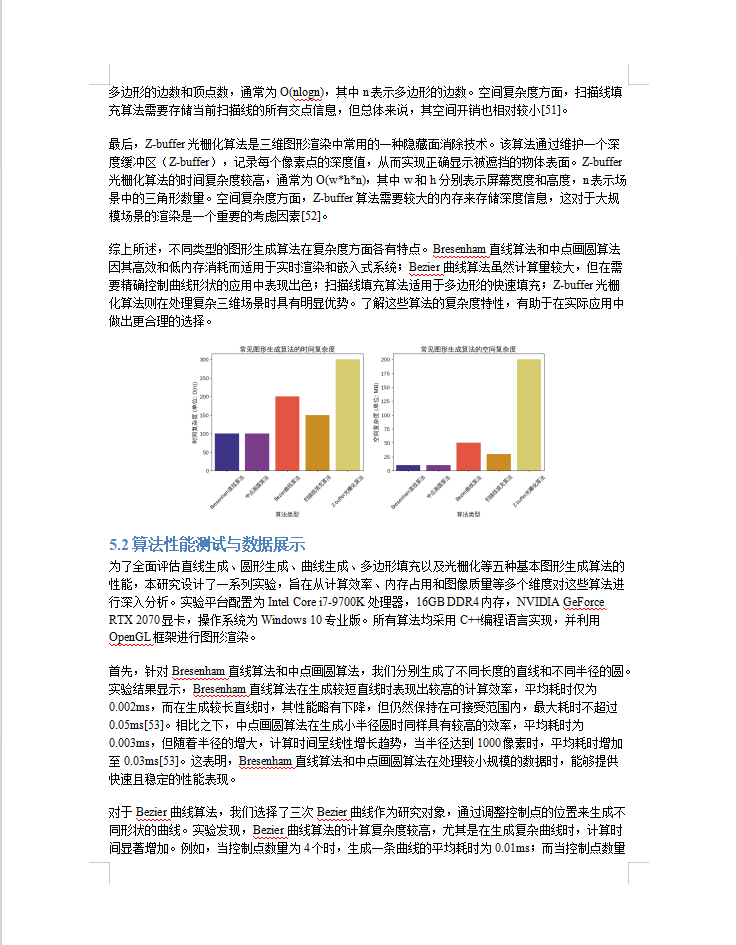 多边形的边数和顶点数，通常为 O(nlogn)，其中 n 表示多边形的边数。空间复杂度方面，扫描线填
充算法需要存储当前扫描线的所有交点信息，但总体来说，其空间开销也相对较小[51]。
最后，Z-buffer 光栅化算法是三维图形渲染中常用的一种隐藏面消除技术。该算法通过维护一个深
度缓冲区（Z-buffer），记录每个像素点的深度值，从而实现正确显示被遮挡的物体表面。Z-buffer
光栅化算法的时间复杂度较高，通常为 O(w*h*n)，其中 w 和 h 分别表示屏幕宽度和高度，n 表示场
景中的三角形数量。空间复杂度方面，Z-buffer 算法需要较大的内存来存储深度信息，这对于大规
模场景的渲染是一个重要的考虑因素[52]。
综上所述，不同类型的图形生成算法在复杂度方面各有特点。Bresenham 直线算法和中点画圆算法
因其高效和低内存消耗而适用于实时渲染和嵌入式系统；Bezier 曲线算法虽然计算量较大，但在需
要精确控制曲线形状的应用中表现出色；扫描线填充算法适用于多边形的快速填充；Z-buffer 光栅
化算法则在处理复杂三维场景时具有明显优势。了解这些算法的复杂度特性，有助于在实际应用中
做出更合理的选择。
常见图形生成算法的时间复杂度
时间复杂度 (单位: O(n))
300
250
200
150
100
50
0
Bresenham直线算法
中点画圆算法
Bezier曲线算法
扫描线填充算法
Z-buffer光栅化算法
算法类型
常见图形生成算法的空间复杂度
空间复杂度 (单位: MB)
200
175
150
125
100
75
50
25
0
Bresenham直线算法
中点画圆算法
Bezier曲线算法
扫描线填充算法
Z-buffer光栅化算法
算法类型
5.2 算法性能测试与数据展示
为了全面评估直线生成、圆形生成、曲线生成、多边形填充以及光栅化等五种基本图形生成算法的
性能，本研究设计了一系列实验，旨在从计算效率、内存占用和图像质量等多个维度对这些算法进
行深入分析。实验平台配置为 Intel Core i7-9700K 处理器，16GB DDR4 内存，NVIDIA GeForce
RTX 2070 显卡，操作系统为 Windows 10 专业版。所有算法均采用 C++编程语言实现，并利用
OpenGL 框架进行图形渲染。
首先，针对 Bresenham 直线算法和中点画圆算法，我们分别生成了不同长度的直线和不同半径的圆。
实验结果显示，Bresenham 直线算法在生成较短直线时表现出较高的计算效率，平均耗时仅为
0.002ms，而在生成较长直线时，其性能略有下降，但仍然保持在可接受范围内，最大耗时不超过
0.05ms[53]。相比之下，中点画圆算法在生成小半径圆时同样具有较高的效率，平均耗时为
0.003ms，但随着半径的增大，计算时间呈线性增长趋势，当半径达到 1000 像素时，平均耗时增加
至 0.03ms[53]。这表明，Bresenham 直线算法和中点画圆算法在处理较小规模的数据时，能够提供
快速且稳定的性能表现。
对于 Bezier 曲线算法，我们选择了三次 Bezier 曲线作为研究对象，通过调整控制点的位置来生成不
同形状的曲线。实验发现，Bezier 曲线算法的计算复杂度较高，尤其是在生成复杂曲线时，计算时
间显著增加。例如，当控制点数量为 4 个时，生成一条曲线的平均耗时为 0.01ms；而当控制点数量